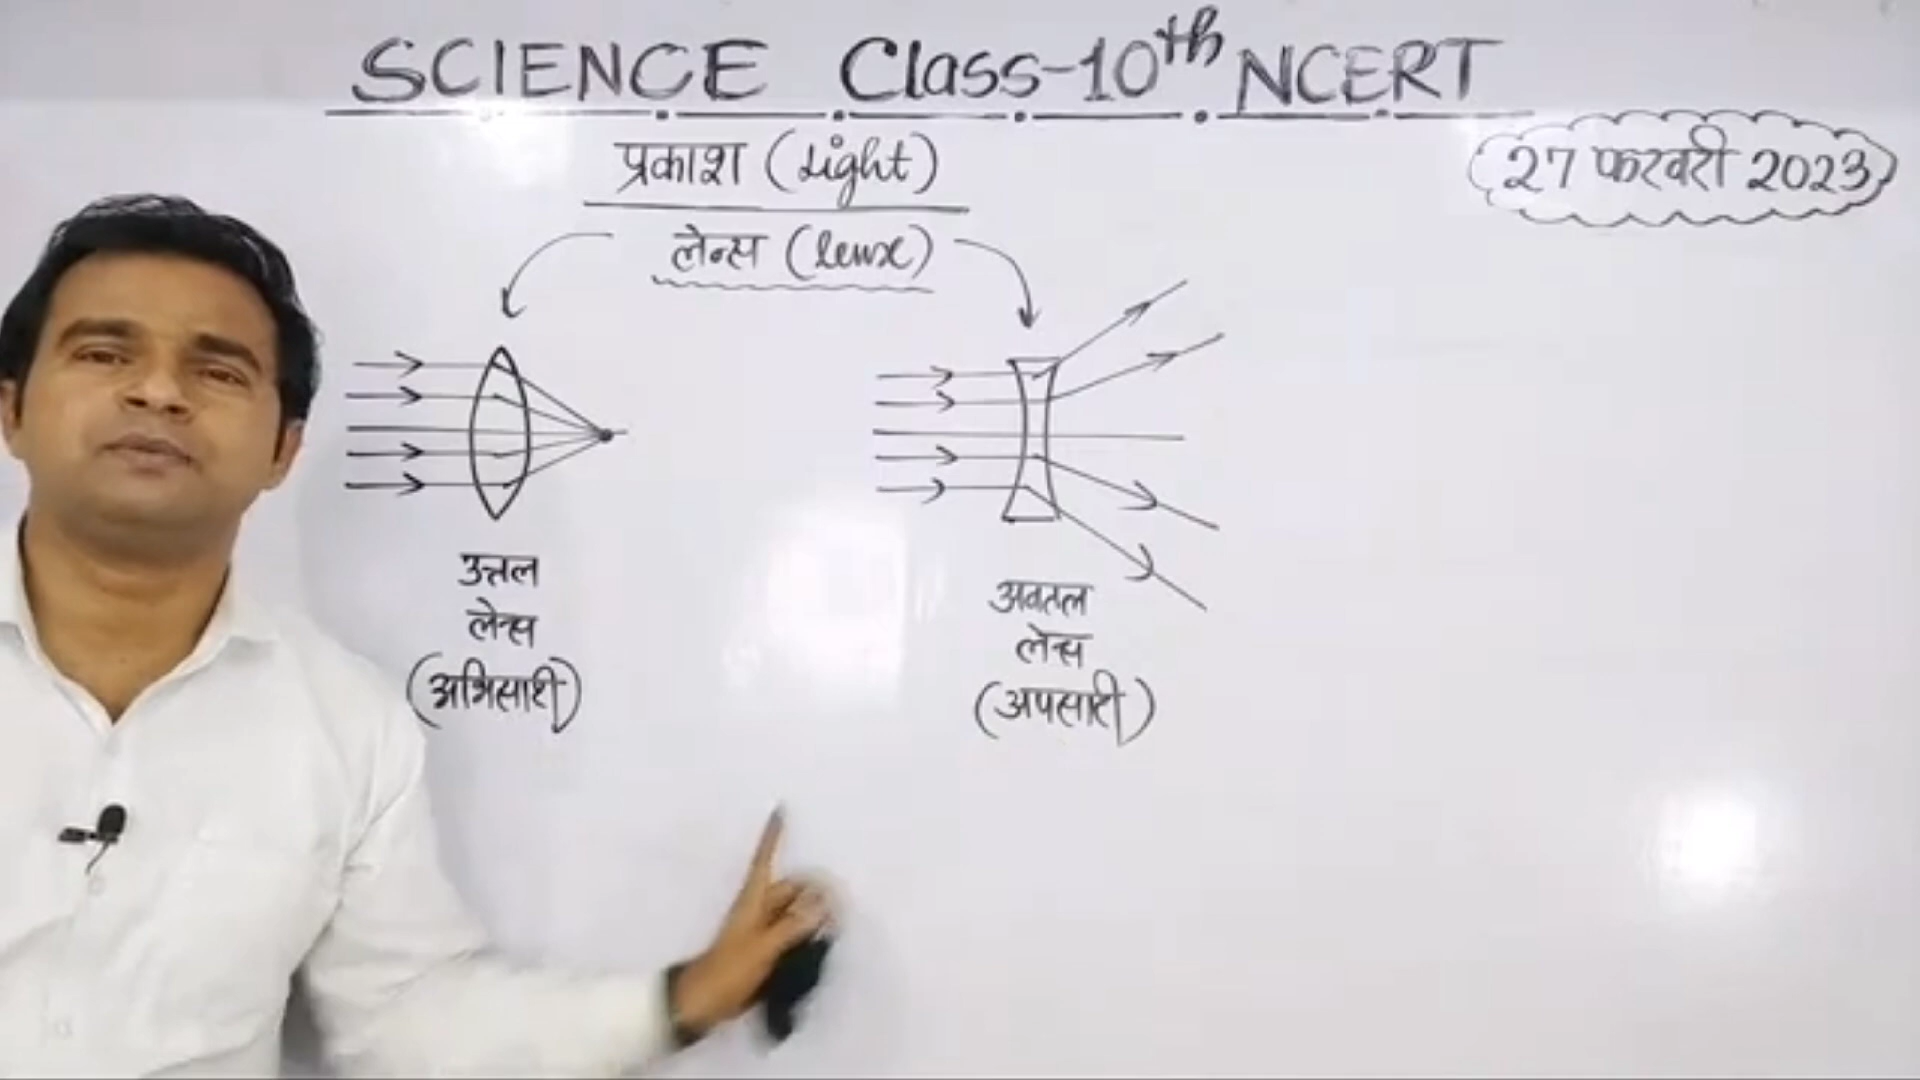 SCIENCE Class-10th NCERT
प्रकाश (Light)
27 फरवरी 2023
लेन्स (lens)
उत्तल
लेन्स
(अभिसारी)
अवतल
लेन्स
(अपसारी)